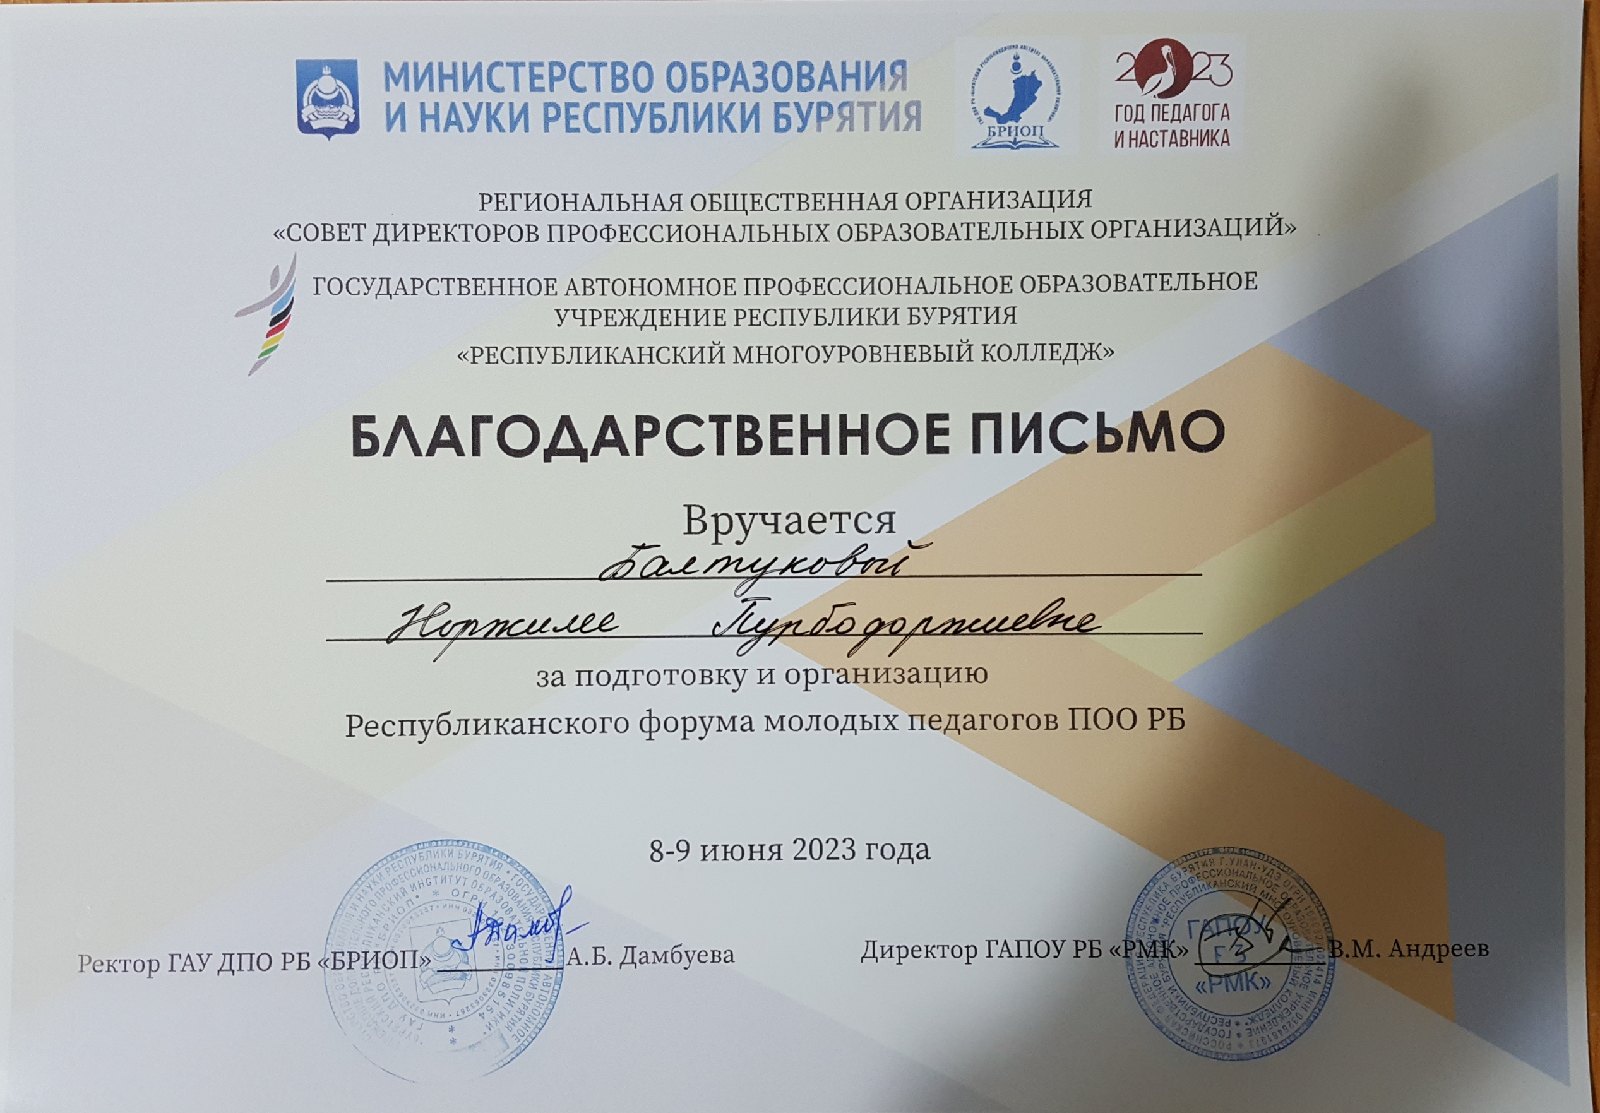 МИНИСТЕРСТВО ОБРАЗОВАНИЯ
И НАУКИ РЕСПУБЛИКИ БУРЯТИЯ
БРИОП
2023
ГОД ПЕДАГОГА
И НАСТАВНИКА
РЕГИОНАЛЬНАЯ ОБЩЕСТВЕННАЯ ОРГАНИЗАЦИЯ
«СОВЕТ ДИРЕКТОРОВ ПРОФЕССИОНАЛЬНЫХ ОБРАЗОВАТЕЛЬНЫХ ОРГАНИЗАЦИЙ»
ГОСУДАРСТВЕННОЕ АВТОНОМНОЕ ПРОФЕССИОНАЛЬНОЕ ОБРАЗОВАТЕЛЬНОЕ
УЧРЕЖДЕНИЕ РЕСПУБЛИКИ БУРЯТИЯ
«РЕСПУБЛИКАНСКИЙ МНОГОУРОВНЕВЫЙ КОЛЛЕДЖ»
БЛАГОДАРСТВЕННОЕ ПИСЬМО
Вручается
Балтуковой
Норжилме Пурбодоржиевне
за подготовку и организацию
Республиканского форума молодых педагогов ПОО РБ
8-9 июня 2023 года
Ректор ГАУ ДПО РБ «БРИОП» А.Б. Дамбуева
Директор ГАПОУ РБ «РМК» В.М. Андреев
ГАПОУ
РБ
«РМК»